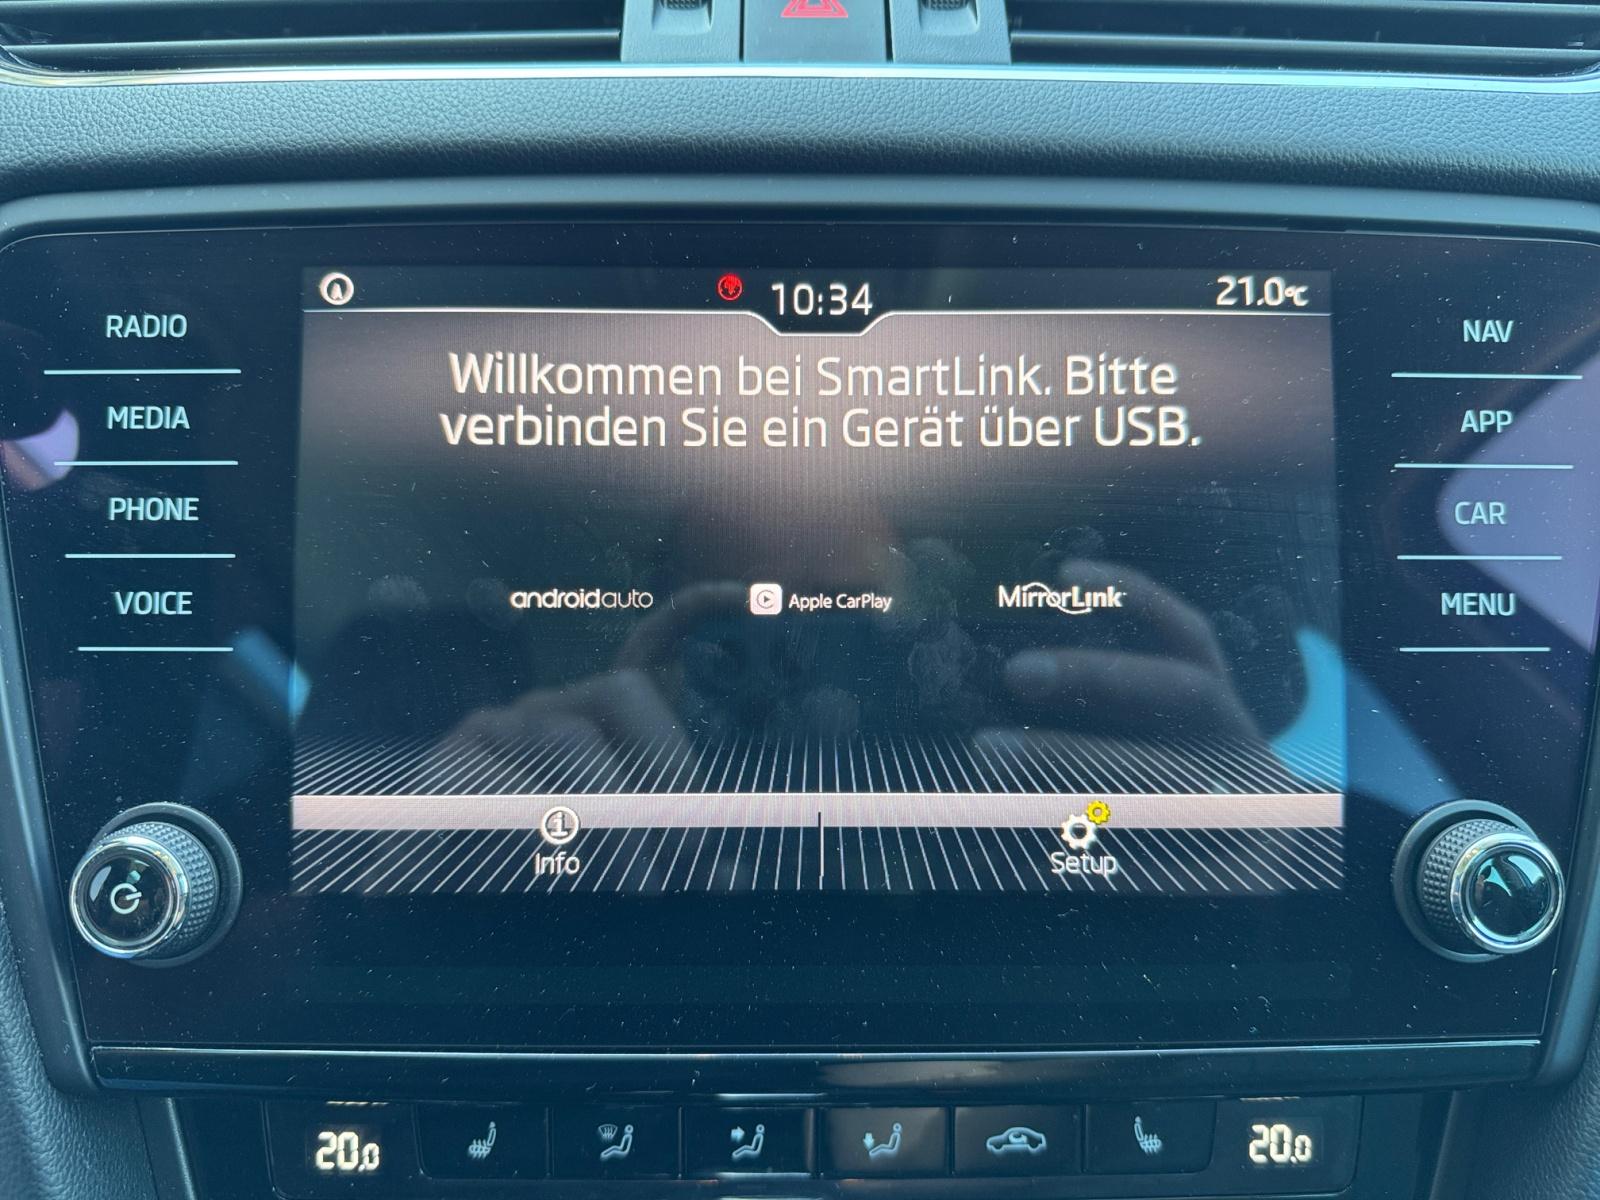 10:34
21.0°C
RADIO
MEDIA
PHONE
VOICE
Willkommen bei SmartLink. Bitte
verbinden Sie ein Gerät über USB.
androidauto
Apple CarPlay
MirrorLink
Info
Setup
NAV
APP
CAR
MENU
20.0
20.0